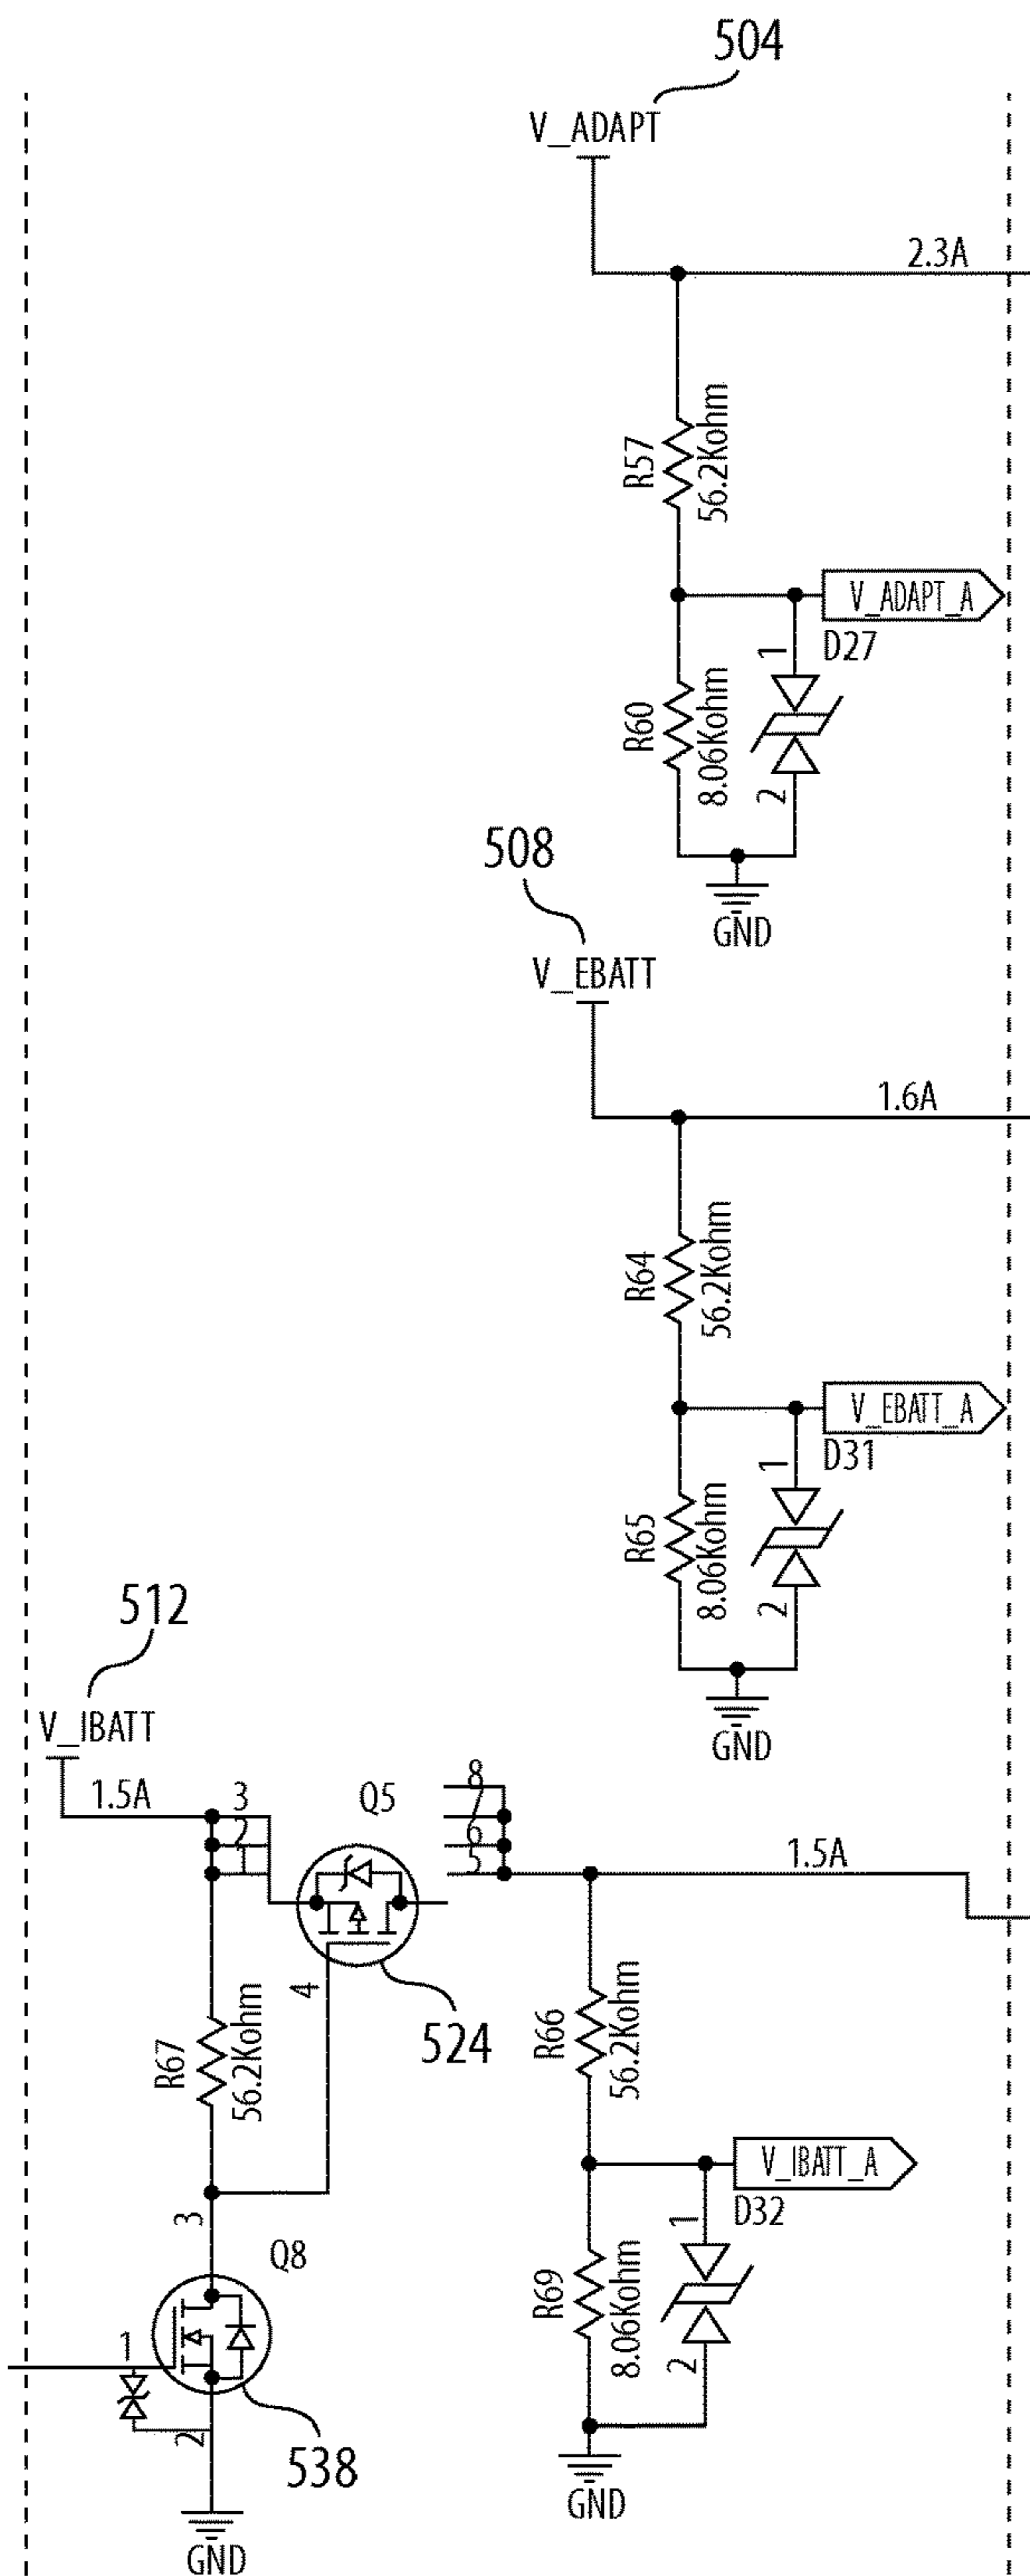 504
V_ADAPT
2.3A
R57
56.2Kohm
V_ADAPT_A
D27
1
R60
8.06Kohm
2
GND
508
V_EBATT
1.6A
R64
56.2Kohm
V_EBATT_A
D31
1
R65
8.06Kohm
2
GND
512
V_IBATT
1.5A
3
2
1
Q5
8
7
6
5
1.5A
4
524
R67
56.2Kohm
R66
56.2Kohm
V_IBATT_A
D32
1
R69
8.06Kohm
2
GND
3
Q8
1
2
538
GND